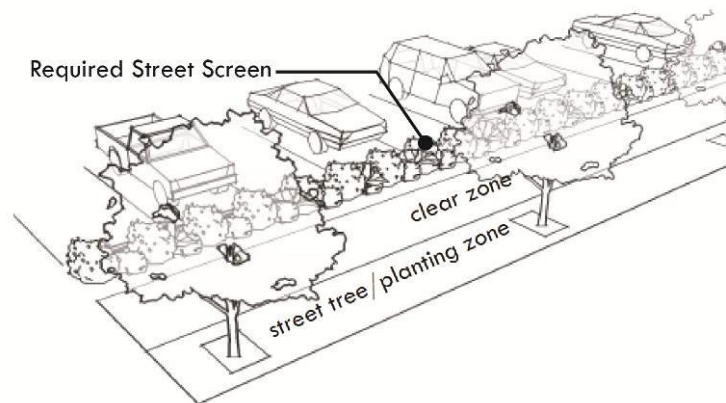 Required Street Screen
clear zone
street tree/planting zone